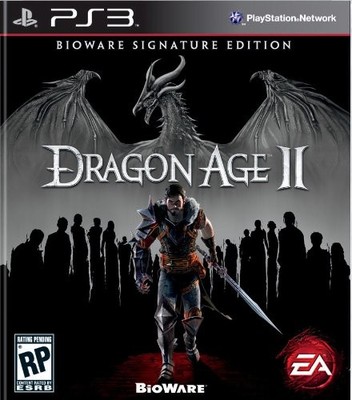 PS3
PlayStation®Network
BIOWARE SIGNATURE EDITION
DRAGON AGE II
RATING PENDING
RP
CONTENT RATED BY
ESRB
BIOWARE
EA